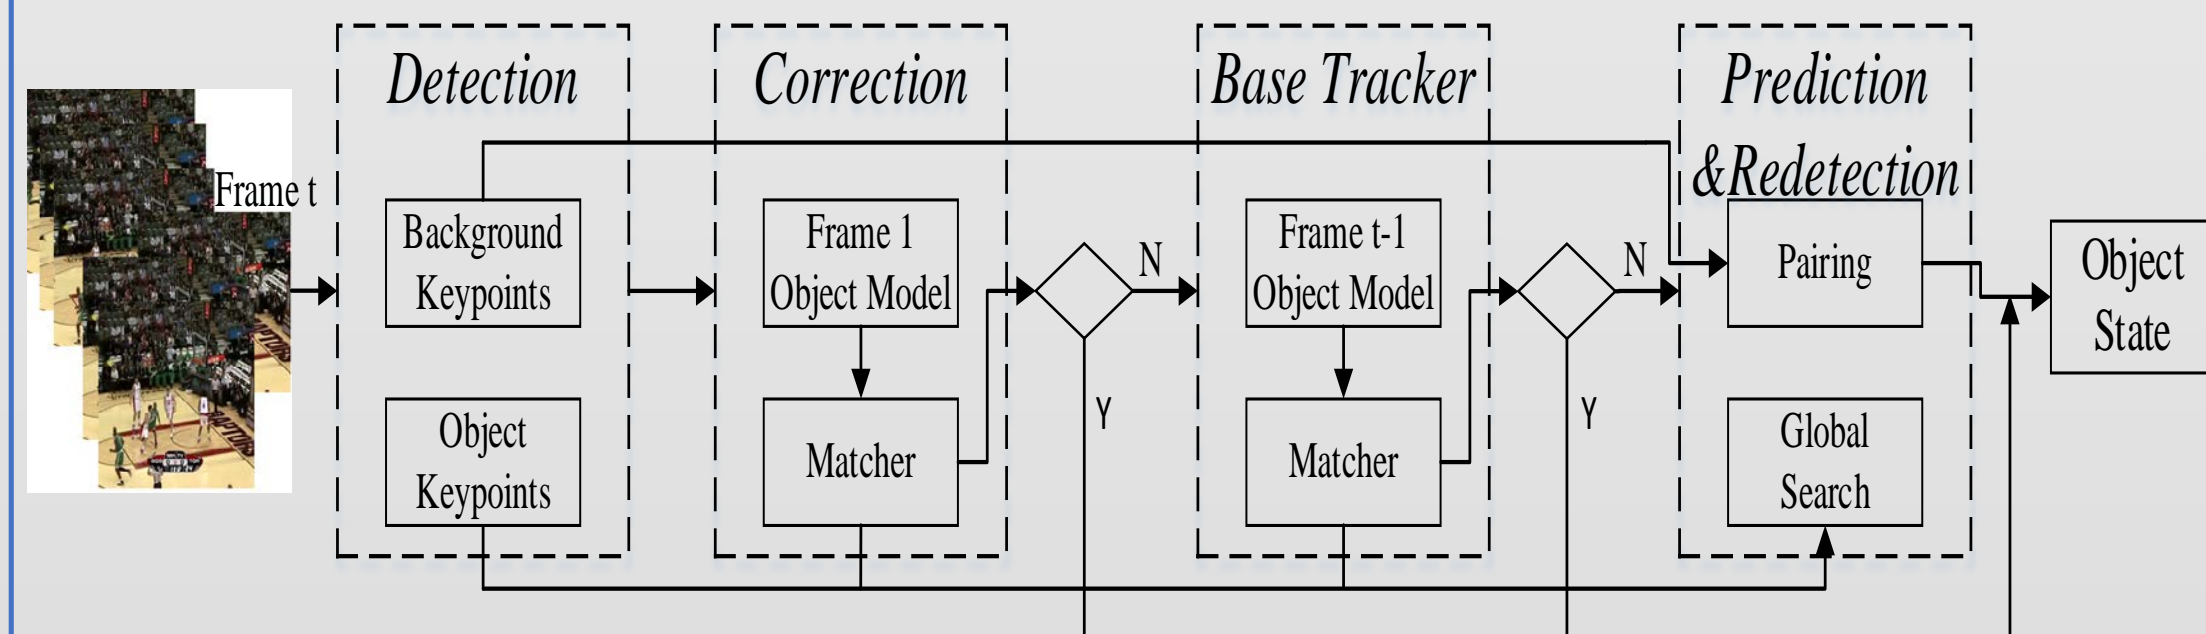 Frame t
Detection
Background
Keypoints
Object
Keypoints
Correction
Frame 1
Object Model
Matcher
N
Y
Base Tracker
Frame t-1
Object Model
Matcher
N
Y
Prediction
&Redetection
Pairing
Global
Search
Object
State
RAPTORS